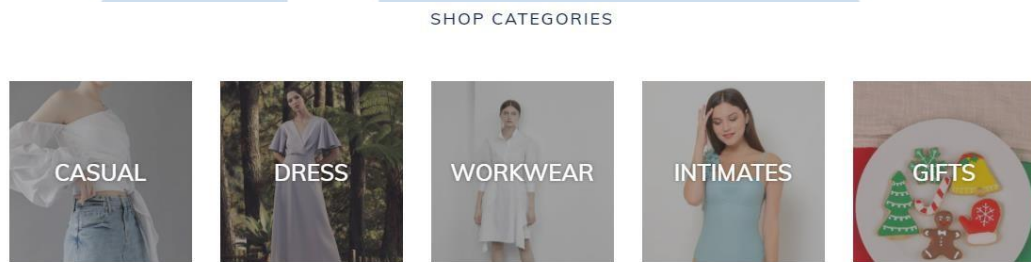 SHOP CATEGORIES
CASUAL
DRESS
WORKWEAR
INTIMATES
GIFTS